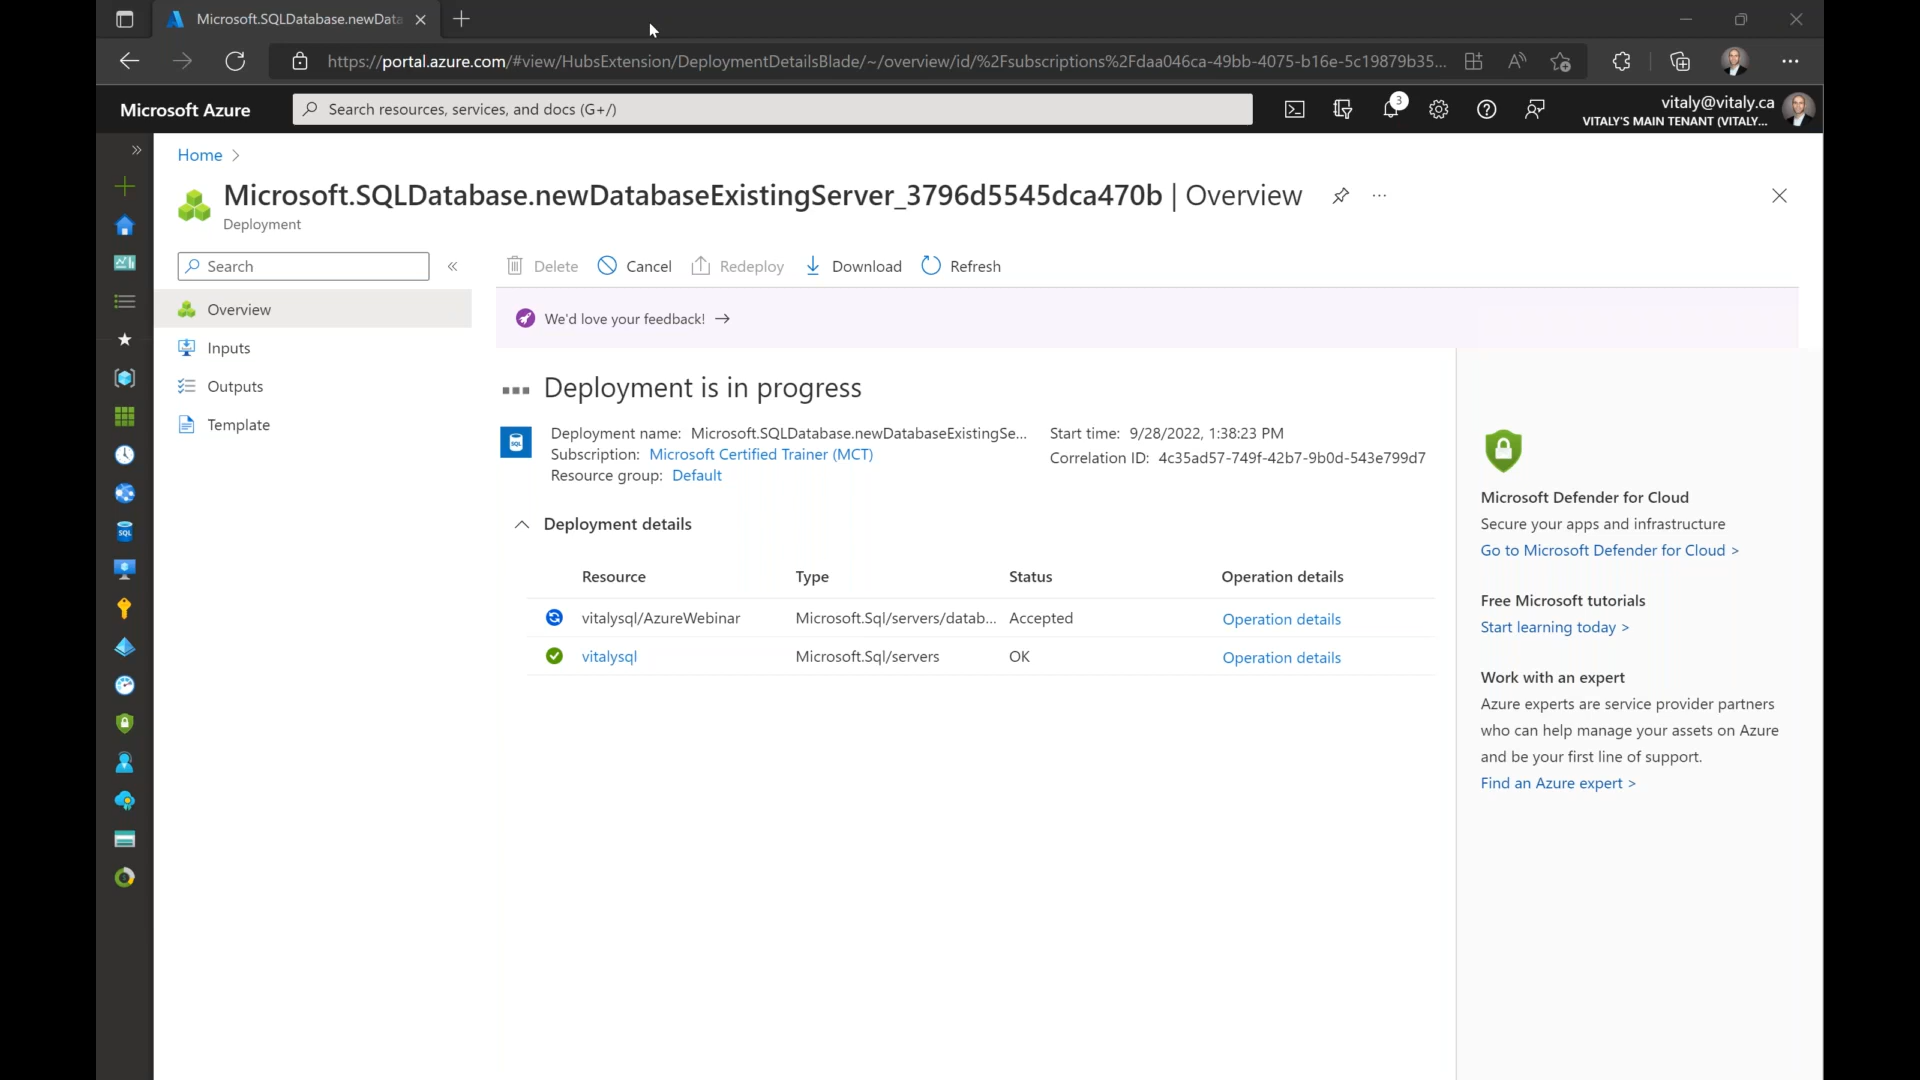 Microsoft.SQLDatabase.newData
https://portal.azure.com/#view/HubsExtension/DeploymentDetailsBlade/~/overview/id/%2Fsubscriptions%2Fdaa046ca-49bb-4075-b16e-5c19879b35...
Microsoft Azure
Search resources, services, and docs (G+/)
3
vitaly@vitaly.ca
VITALY'S MAIN TENANT (VITALY...
Home
Microsoft.SQLDatabase.newDatabaseExistingServer_3796d5545dca470b | Overview
Deployment
Search
Delete
Cancel
Redeploy
Download
Refresh
Overview
Inputs
Outputs
Template
We'd love your feedback!
Deployment is in progress
Deployment name: Microsoft.SQLDatabase.newDatabaseExistingSe...
Subscription: Microsoft Certified Trainer (MCT)
Resource group: Default
Start time: 9/28/2022, 1:38:23 PM
Correlation ID: 4c35ad57-749f-42b7-9b0d-543e799d7
Deployment details
Resource Type Status Operation details
vitalysql/AzureWebinar Microsoft.Sql/servers/datab... Accepted Operation details
vitalysql Microsoft.Sql/servers OK Operation details
Microsoft Defender for Cloud
Secure your apps and infrastructure
Go to Microsoft Defender for Cloud >
Free Microsoft tutorials
Start learning today >
Work with an expert
Azure experts are service provider partners
who can help manage your assets on Azure
and be your first line of support.
Find an Azure expert >
SQL
SQL